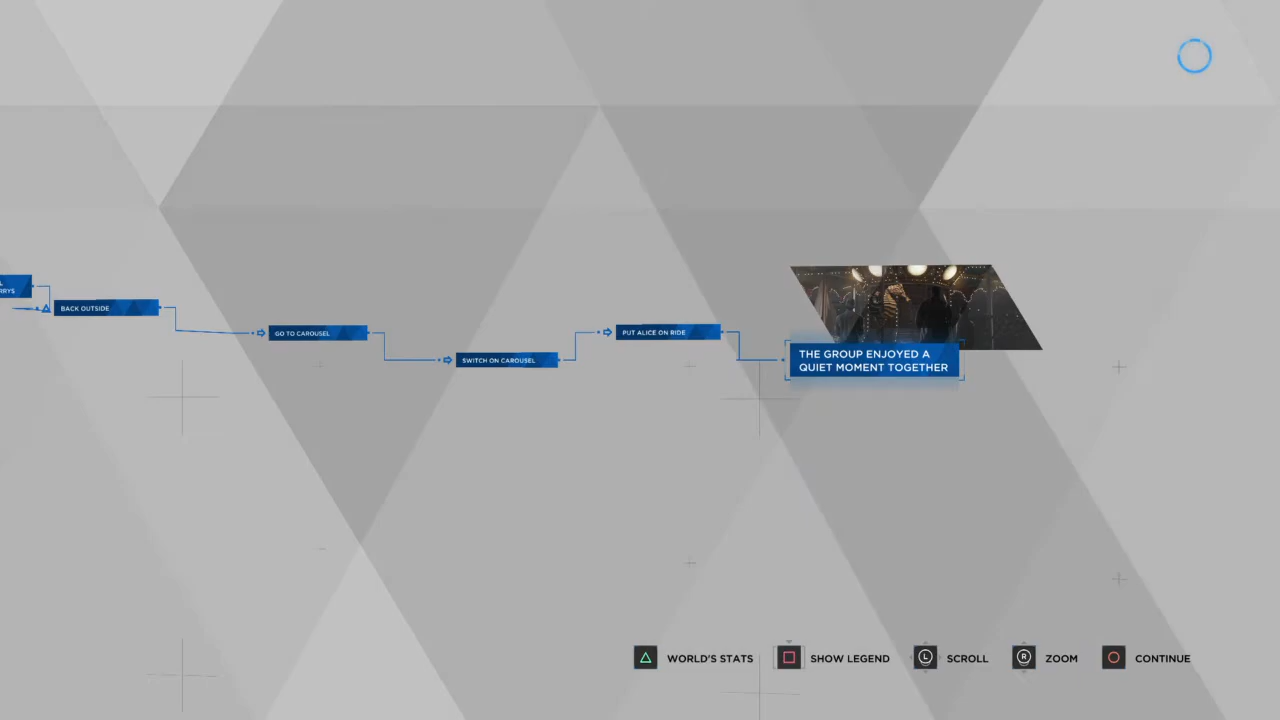 RRYS
BACK OUTSIDE
GO TO CAROUSEL
SWITCH ON CAROUSEL
PUT ALICE ON RIDE
THE GROUP ENJOYED A
QUIET MOMENT TOGETHER
WORLD'S STATS
SHOW LEGEND
L
SCROLL
R
ZOOM
CONTINUE